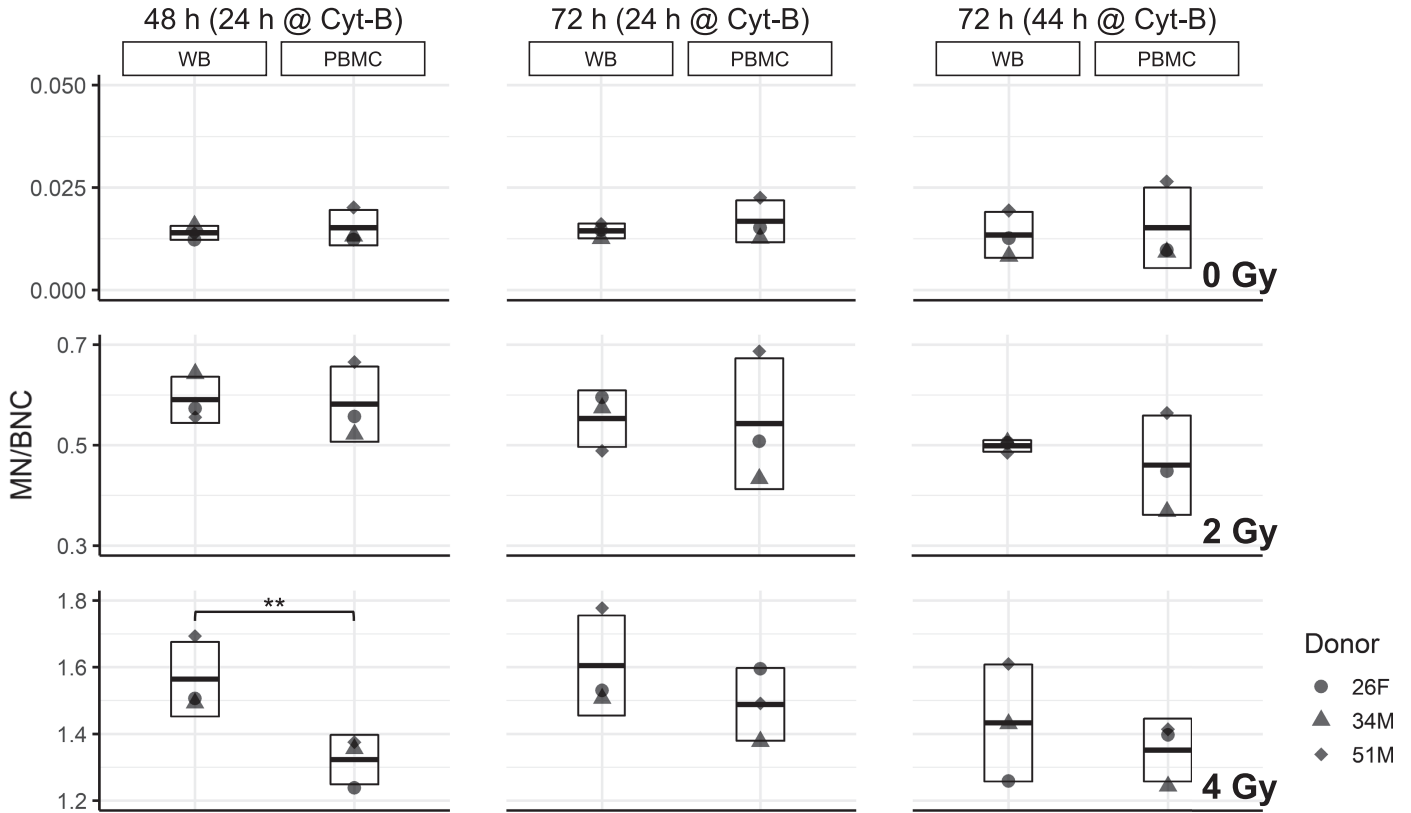 48 h (24 h @ Cyt-B) 72 h (24 h @ Cyt-B) 72 h (44 h @ Cyt-B)
WB PBMC WB PBMC WB PBMC
0.050
0.025
0.000
0 Gy
MN/BNC
0.7
0.5
0.3
2 Gy
1.8
**
1.6
1.4
1.2
4 Gy
Donor
26F
34M
51M